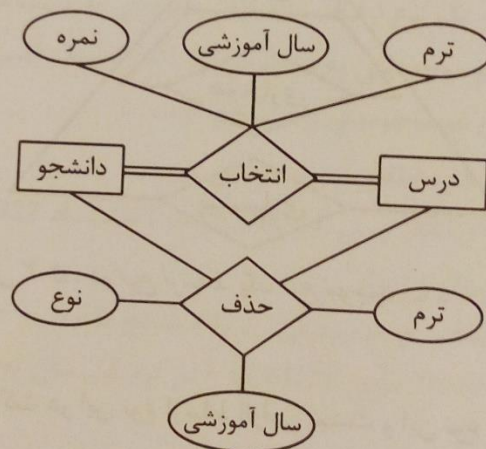 ترم
سال آموزشی
نمره
درس
انتخاب
دانشجو
ترم
حذف
نوع
سال آموزشی